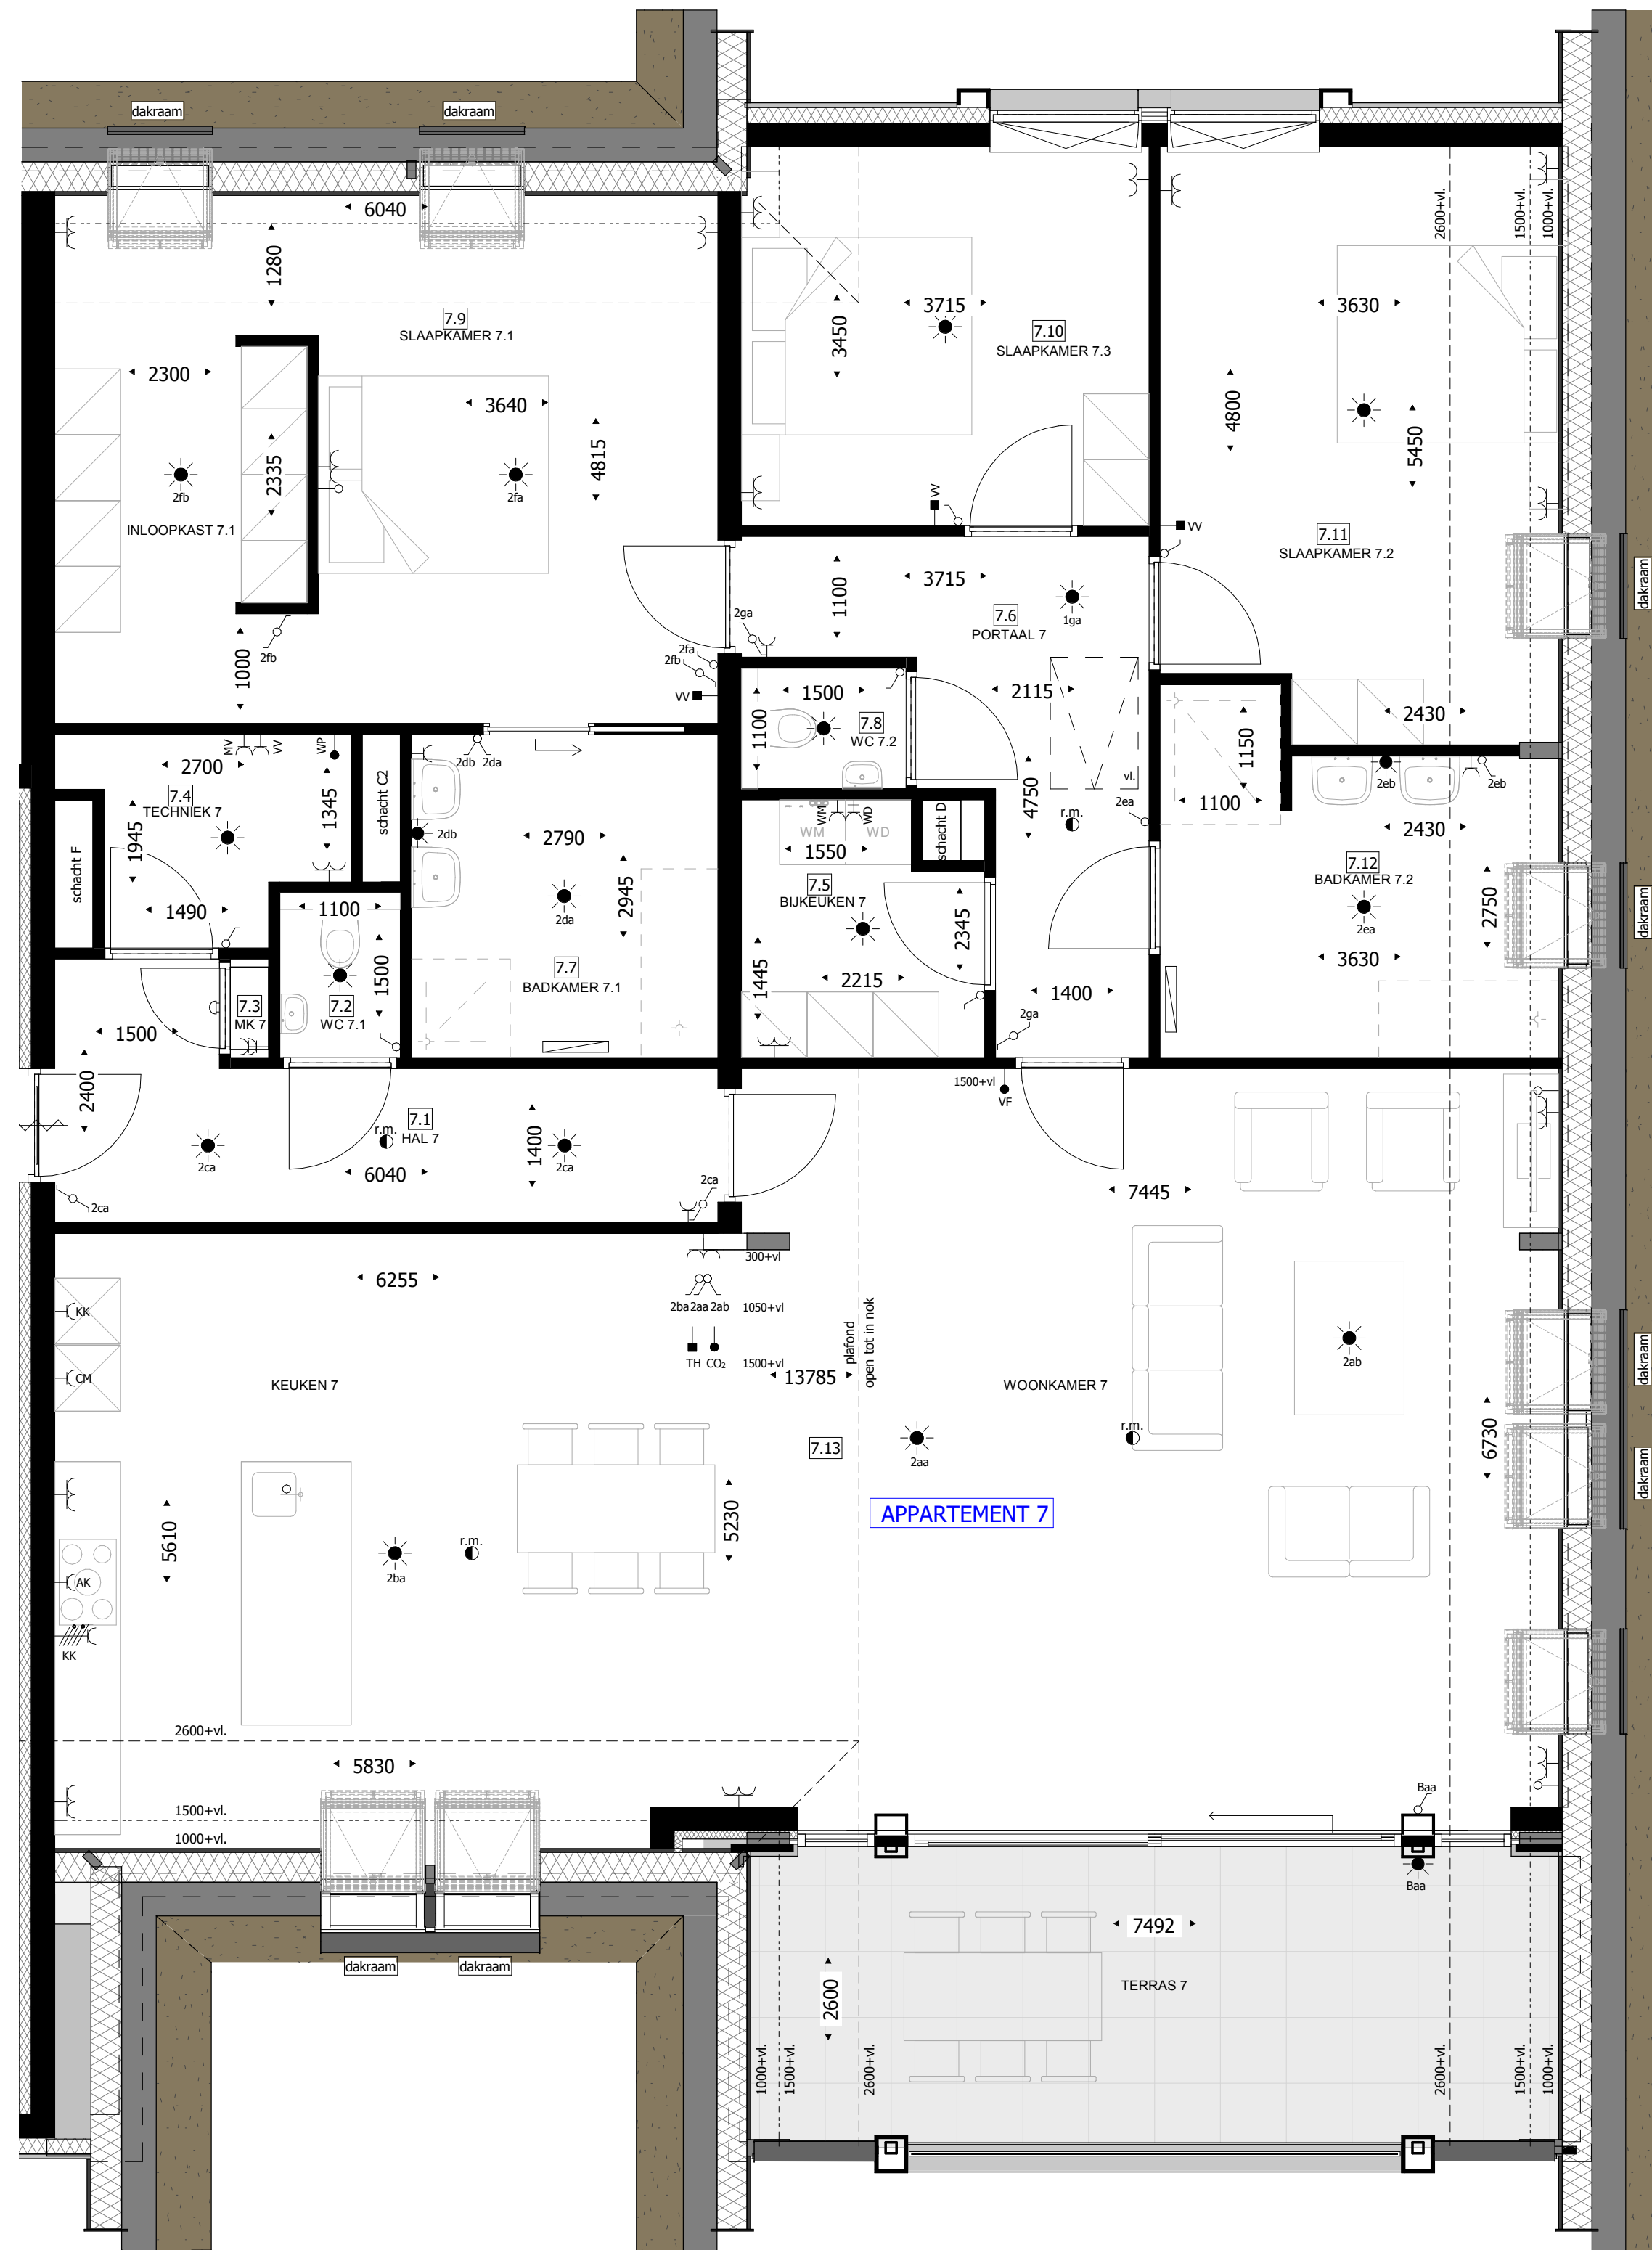 dakraam
dakraam
6040
1280
2600+vl.
1500+vl.
1000+vl.
7.9
SLAAPKAMER 7.1
3715
3450
7.10
SLAAPKAMER 7.3
3630
2300
3640
4800
5450
4815
2335
2fb
2fa
INLOOPKAST 7.1
VV
VV
7.11
SLAAPKAMER 7.2
dakraam
3715
1100
1ga
2ga
7.6
PORTAAL 7
2fb
1000
2fa
2fb
VV
1500
2115
1100
7.8
WC 7.2
2430
1150
MV
VV
WP
2db
2da
2700
7.4
TECHNIEK 7
1345
schacht C2
4750
vl.
1100
2eb
2eb
1945
2db
2790
WM
WD
WM
WD
1550
schacht D
r.m.
2ea
2430
schacht F
7.5
BIJKEUKEN 7
7.12
BADKAMER 7.2
2750
dakraam
1490
1100
2da
2945
2345
2ea
1500
7.7
BADKAMER 7.1
1445
2215
3630
1400
7.3
MK 7
7.2
WC 7.1
2ga
1500
2400
1500+vl
VF
7.1
HAL 7
r.m.
1400
2ca
2ca
6040
2ca
2ca
7445
300+vl
6255
2ba
2aa
2ab
1050+vl
KK
TH
CO₂
1500+vl
plafond
open tot in nok
2ab
dakraam
CM
KEUKEN 7
13785
WOONKAMER 7
r.m.
7.13
2aa
6730
dakraam
APPARTEMENT 7
5610
5230
r.m.
2ba
AK
KK
2600+vl.
5830
1500+vl.
1000+vl.
Baa
Baa
dakraam
dakraam
7492
TERRAS 7
2600
1000+vl.
1500+vl.
2600+vl.
2600+vl.
1500+vl.
1000+vl.